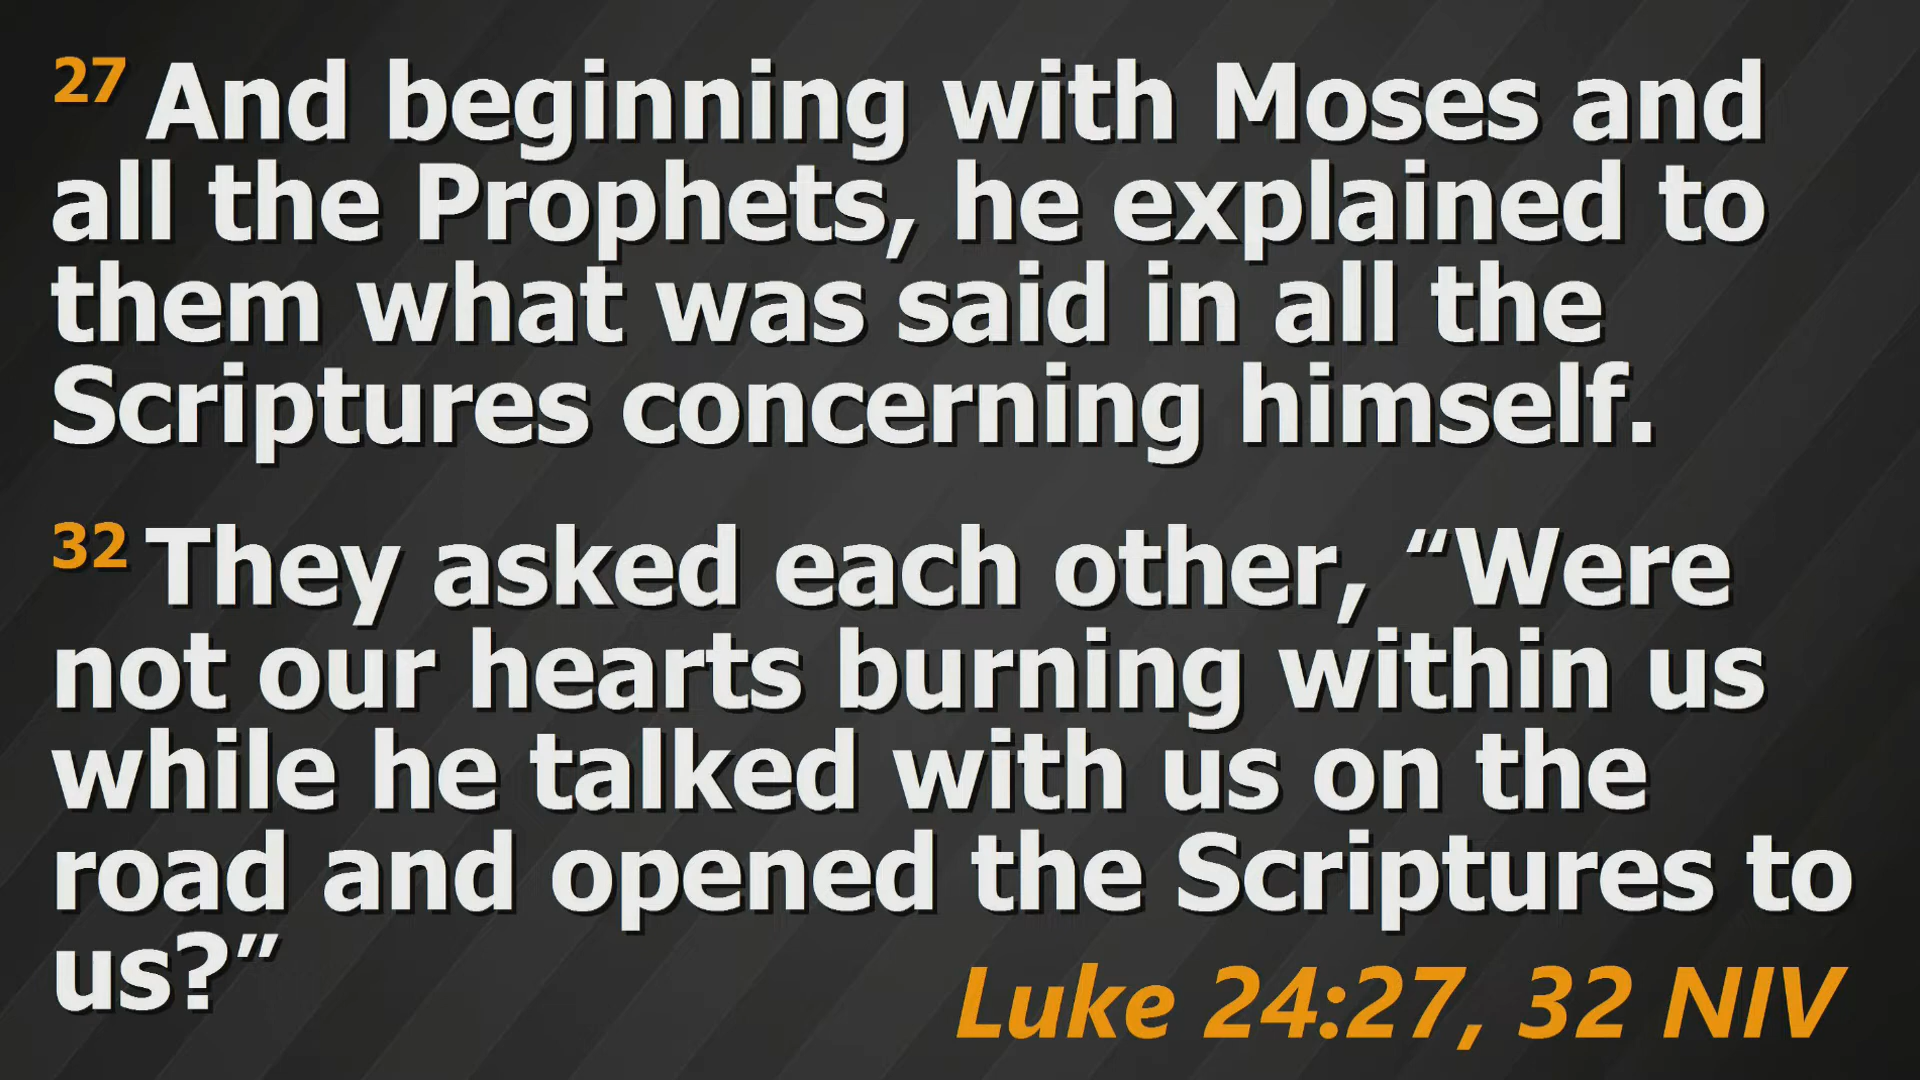 27 And beginning with Moses and
all the Prophets, he explained to
them what was said in all the
Scriptures concerning himself.
32 They asked each other, “Were
not our hearts burning within us
while he talked with us on the
road and opened the Scriptures to
us?”
Luke 24:27, 32 NIV